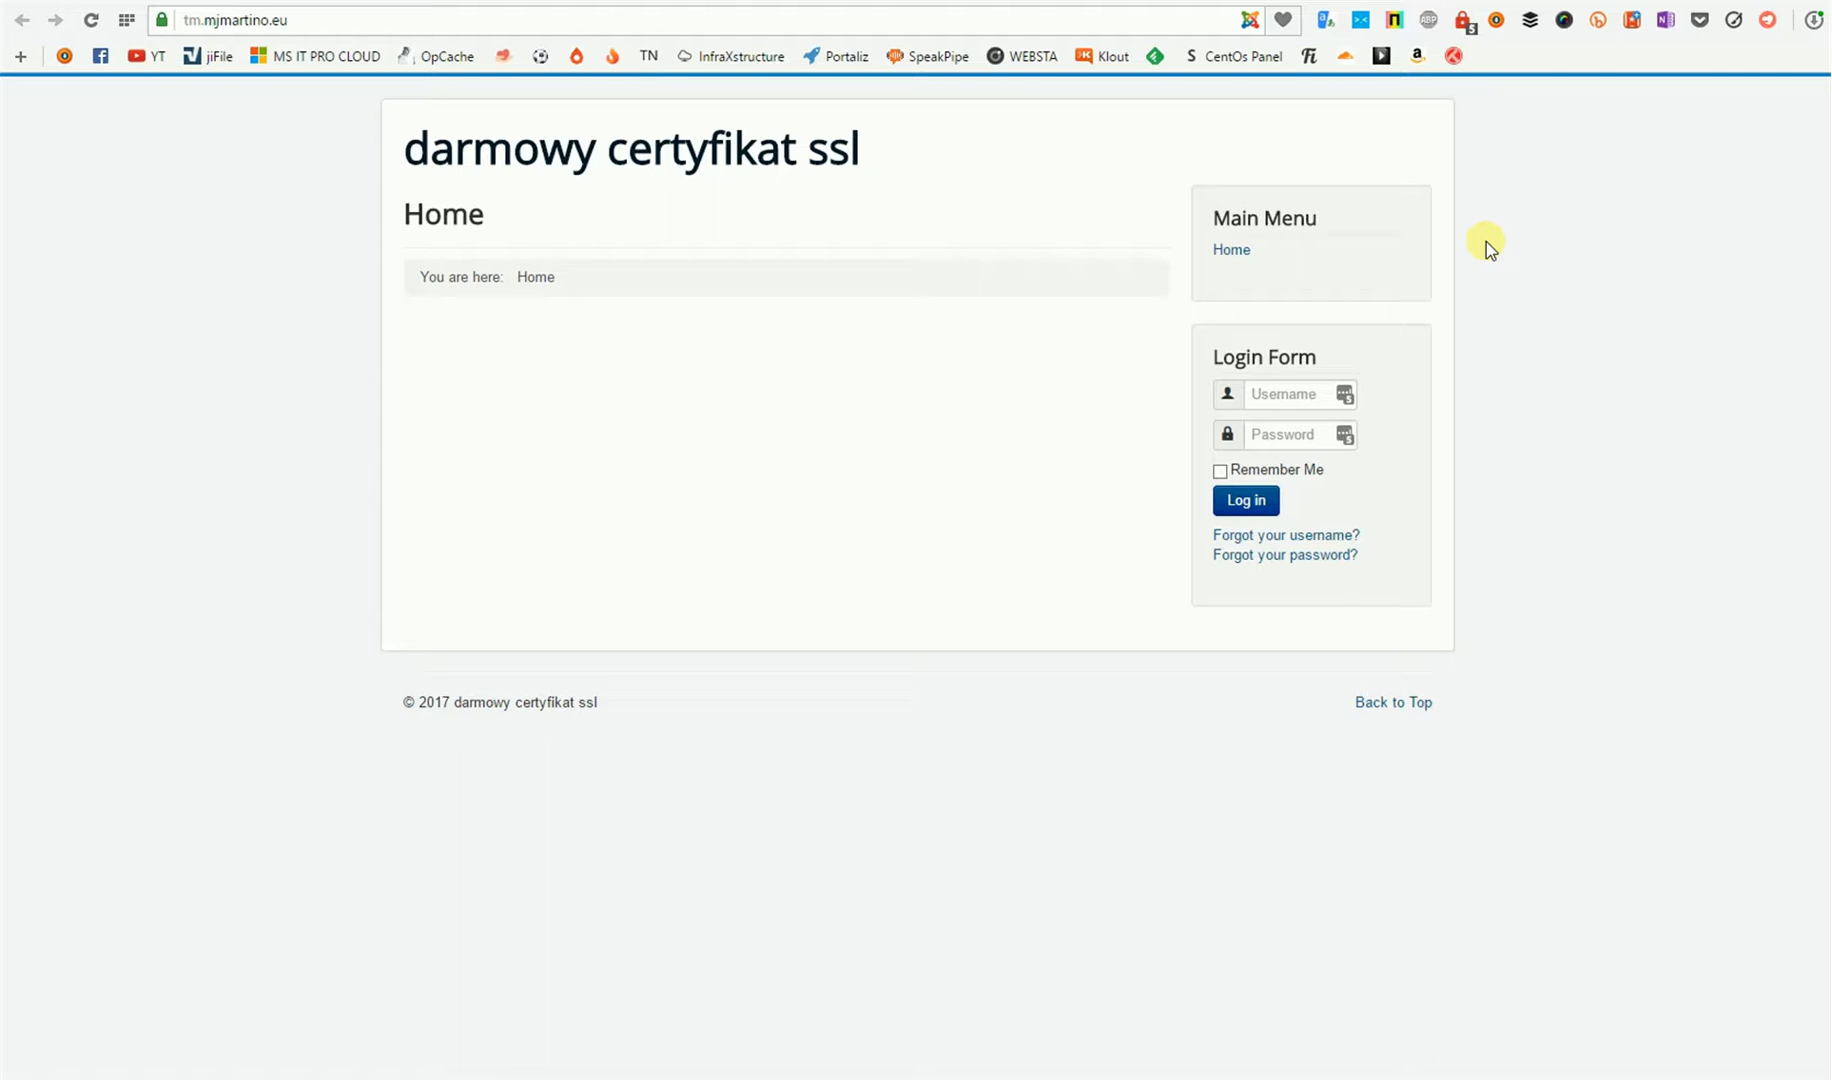 tm.mjmartino.eu
YT
jiFile
MS IT PRO CLOUD
OpCache
TN
InfraXstructure
Portaliz
SpeakPipe
WEBSTA
Klout
CentOs Panel
darmowy certyfikat ssl
Home
You are here: Home
Main Menu
Home
Login Form
Username
Password
Remember Me
Log in
Forgot your username?
Forgot your password?
© 2017 darmowy certyfikat ssl
Back to Top